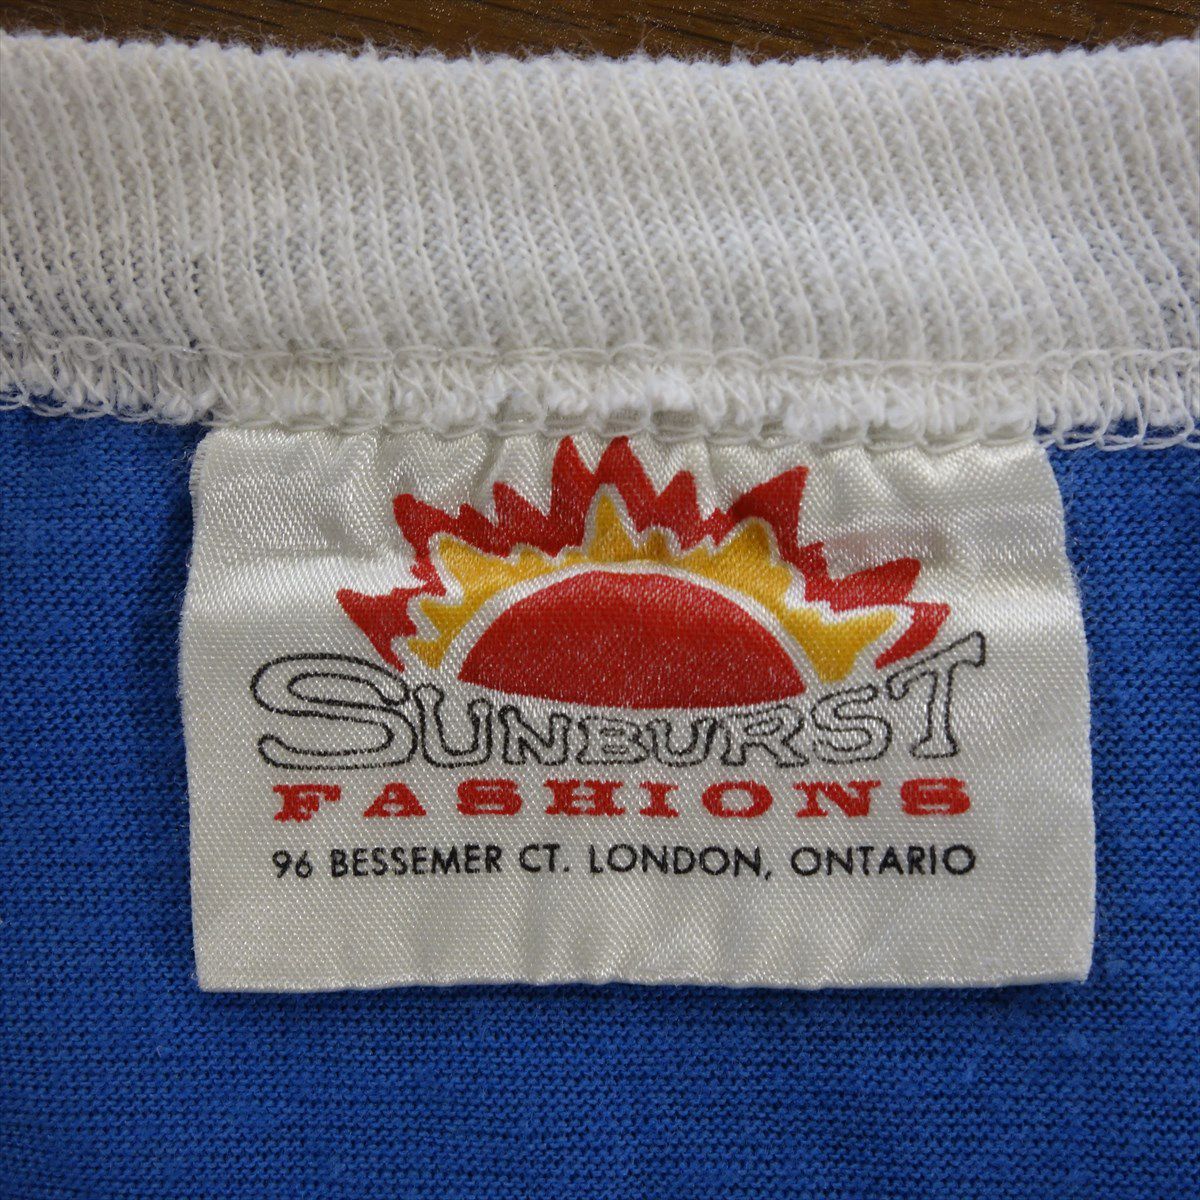 SUNBURST
FASHIONS
96 BESSEMER CT. LONDON, ONTARIO